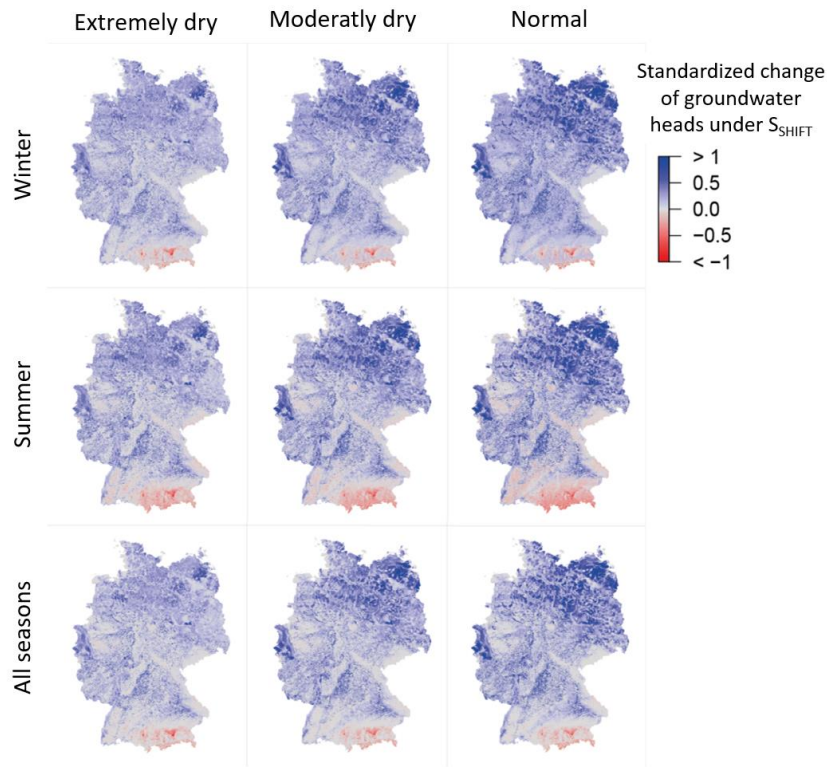 Extremely dry
Moderatly dry
Normal
Standardized change
of groundwater
heads under SSHIFT
> 1
0.5
0.0
−0.5
< −1
Winter
Summer
All seasons